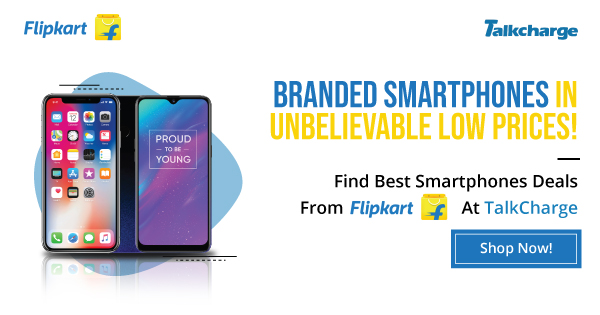 Flipkart
Talkcharge
BRANDED SMARTPHONES IN
UNBELIEVABLE LOW PRICES!
PROUD
TO BE
YOUNG
Find Best Smartphones Deals
From Flipkart At TalkCharge
Shop Now!